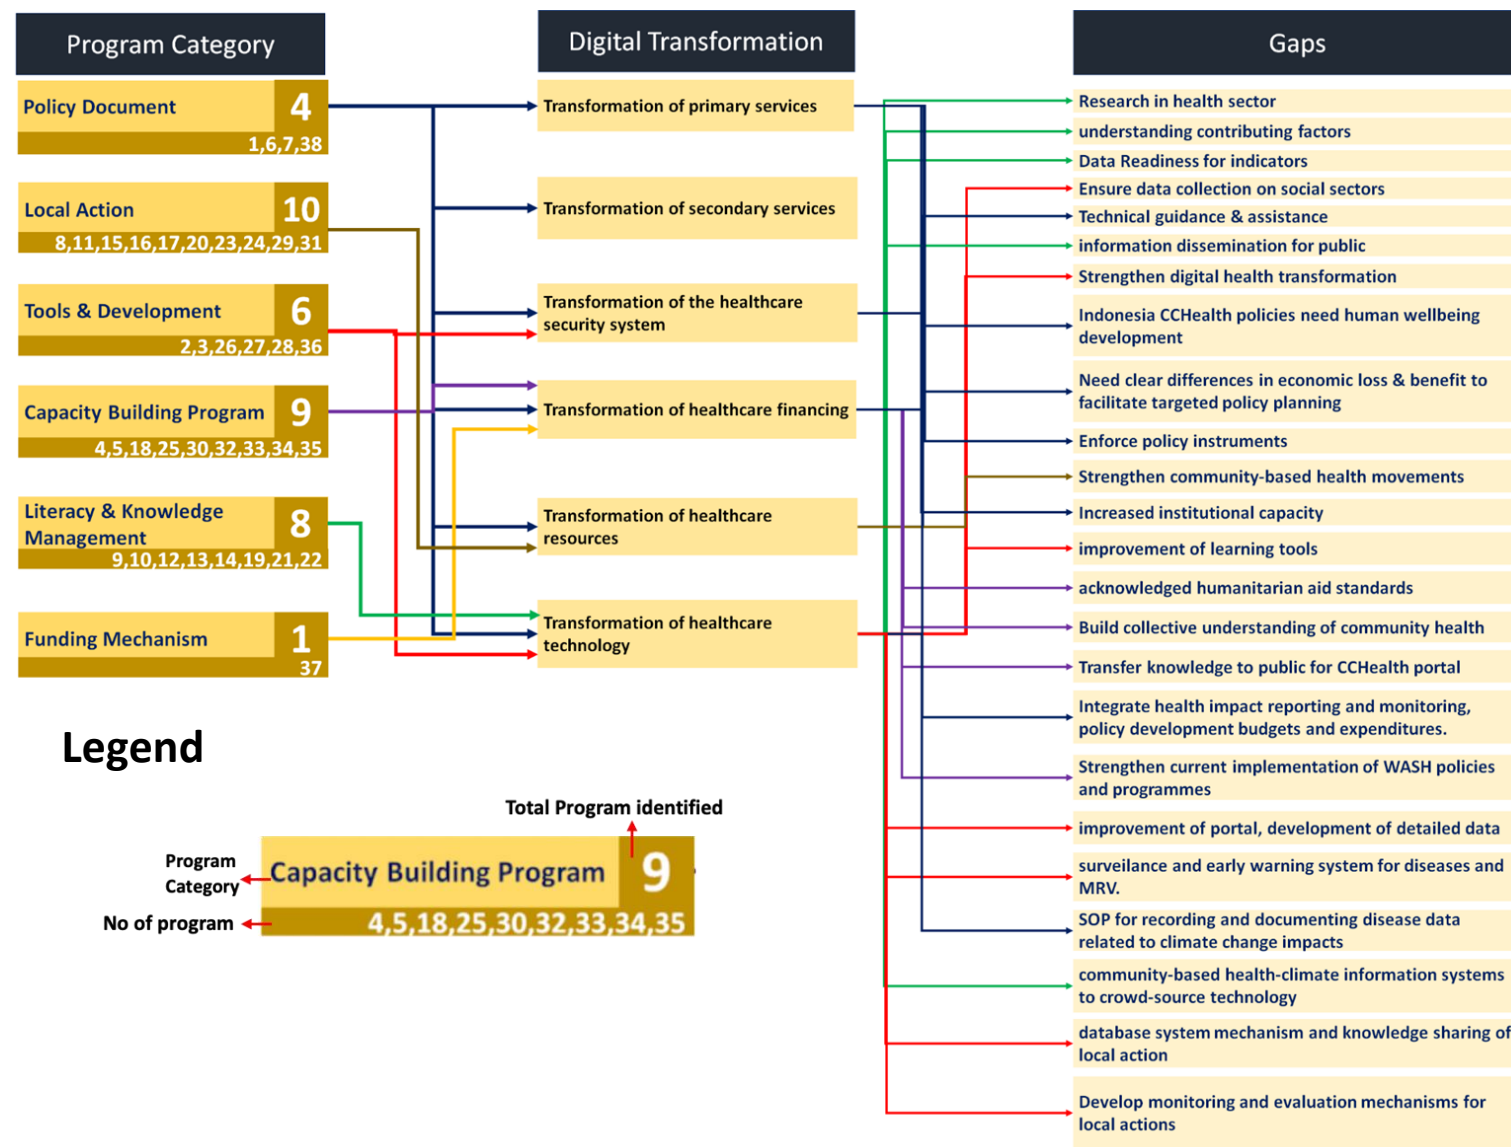 Program Category
Policy Document
4
1,6,7,38
Local Action
10
8,11,15,16,17,20,23,24,29,31
Tools & Development
6
2,3,26,27,28,36
Capacity Building Program
9
4,5,18,25,30,32,33,34,35
Literacy & Knowledge
Management
8
9,10,12,13,14,19,21,22
Funding Mechanism
1
37
Digital Transformation
Transformation of primary services
Transformation of secondary services
Transformation of the healthcare
security system
Transformation of healthcare financing
Transformation of healthcare
resources
Transformation of healthcare
technology
Gaps
Research in health sector
understanding contributing factors
Data Readiness for indicators
Ensure data collection on social sectors
Technical guidance & assistance
information dissemination for public
Strengthen digital health transformation
Indonesia CCHealth policies need human wellbeing
development
Need clear differences in economic loss & benefit to
facilitate targeted policy planning
Enforce policy instruments
Strengthen community-based health movements
Increased institutional capacity
improvement of learning tools
acknowledged humanitarian aid standards
Build collective understanding of community health
Transfer knowledge to public for CCHealth portal
Integrate health impact reporting and monitoring,
policy development budgets and expenditures.
Strengthen current implementation of WASH policies
and programmes
improvement of portal, development of detailed data
surveilance and early warning system for diseases and
MRV.
SOP for recording and documenting disease data
related to climate change impacts
community-based health-climate information systems
to crowd-source technology
database system mechanism and knowledge sharing of
local action
Develop monitoring and evaluation mechanisms for
local actions
Legend
Total Program identified
Program
Category
Capacity Building Program
9
No of program
4,5,18,25,30,32,33,34,35